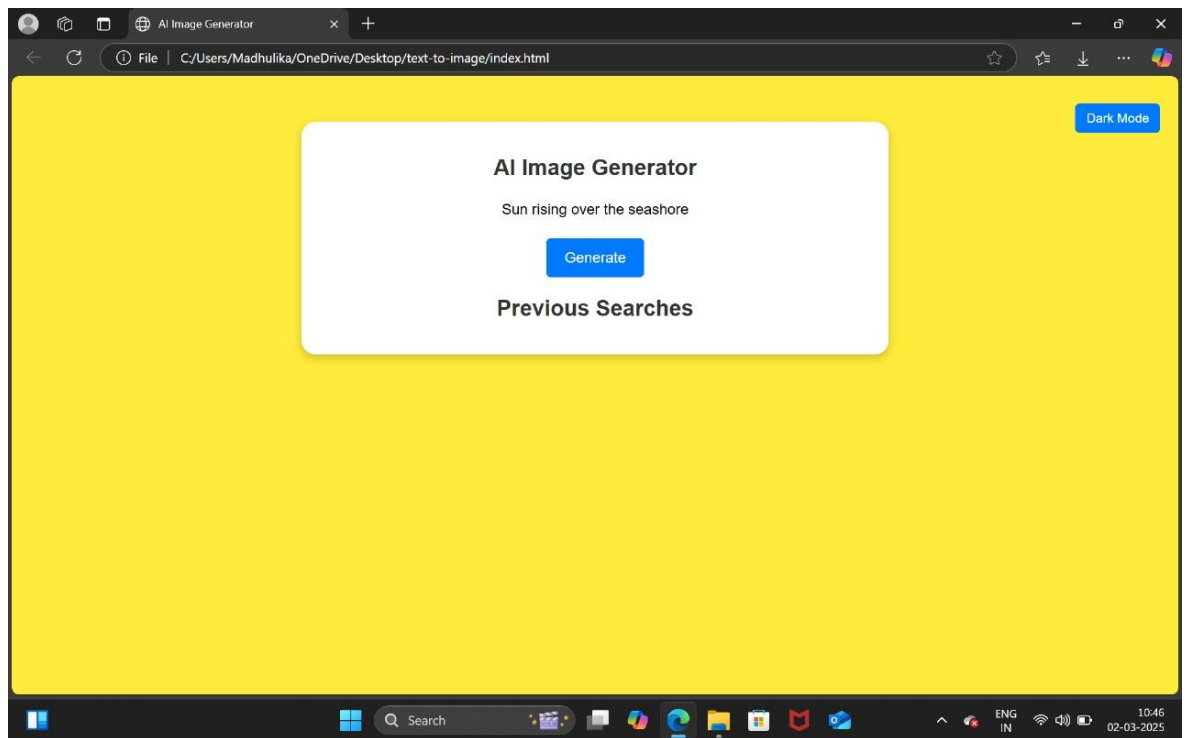 AI Image Generator
File | C:/Users/Madhulika/OneDrive/Desktop/text-to-image/index.html
Dark Mode
AI Image Generator
Sun rising over the seashore
Generate
Previous Searches
Search
ENG
IN
10:46
02-03-2025